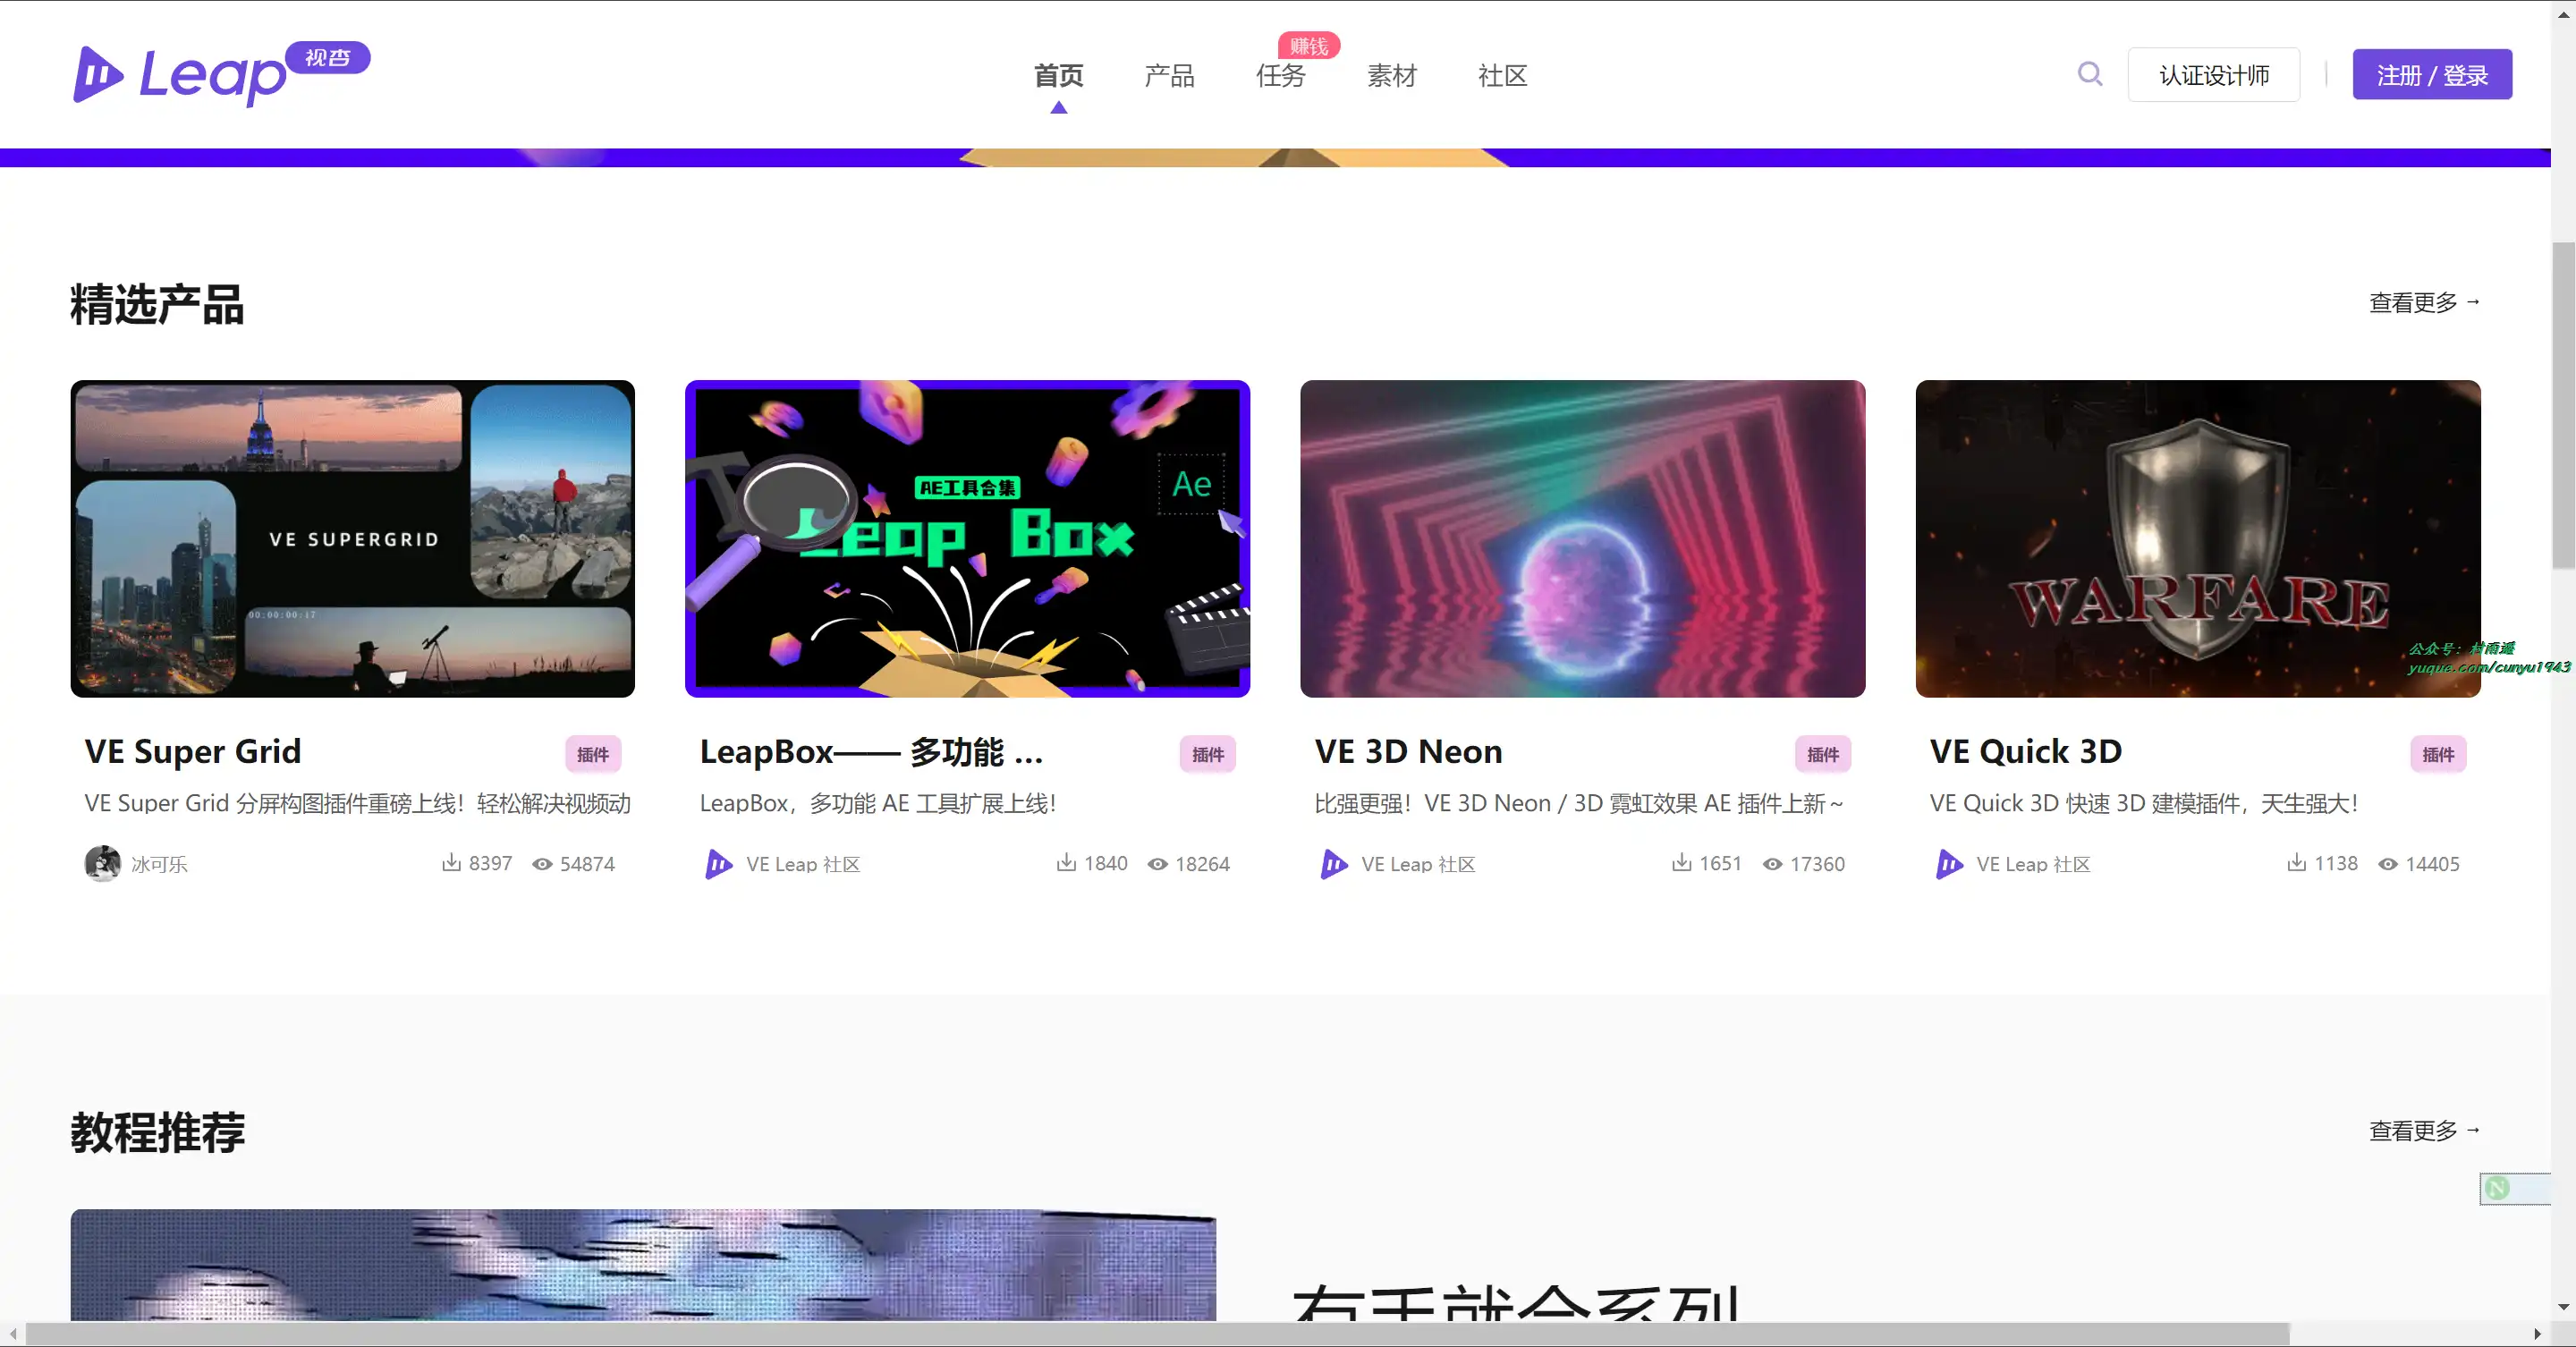 Leap 视杏
首页 产品 任务 赚钱 素材 社区
认证设计师
注册 / 登录
精选产品
查看更多 →
VE SUPERGRID
00:00:00:17
AE工具合集
Leap Box
Ae
WARFARE
公众号：村雨遥
yuque.com/cunyu1943
VE Super Grid 插件
VE Super Grid 分屏构图插件重磅上线！轻松解决视频动
冰可乐 8397 54874
LeapBox—— 多功能 ... 插件
LeapBox，多功能 AE 工具扩展上线！
VE Leap 社区 1840 18264
VE 3D Neon 插件
比强更强！VE 3D Neon / 3D 霓虹效果 AE 插件上新～
VE Leap 社区 1651 17360
VE Quick 3D 插件
VE Quick 3D 快速 3D 建模插件，天生强大！
VE Leap 社区 1138 14405
教程推荐
查看更多 →
N
有手就会系列